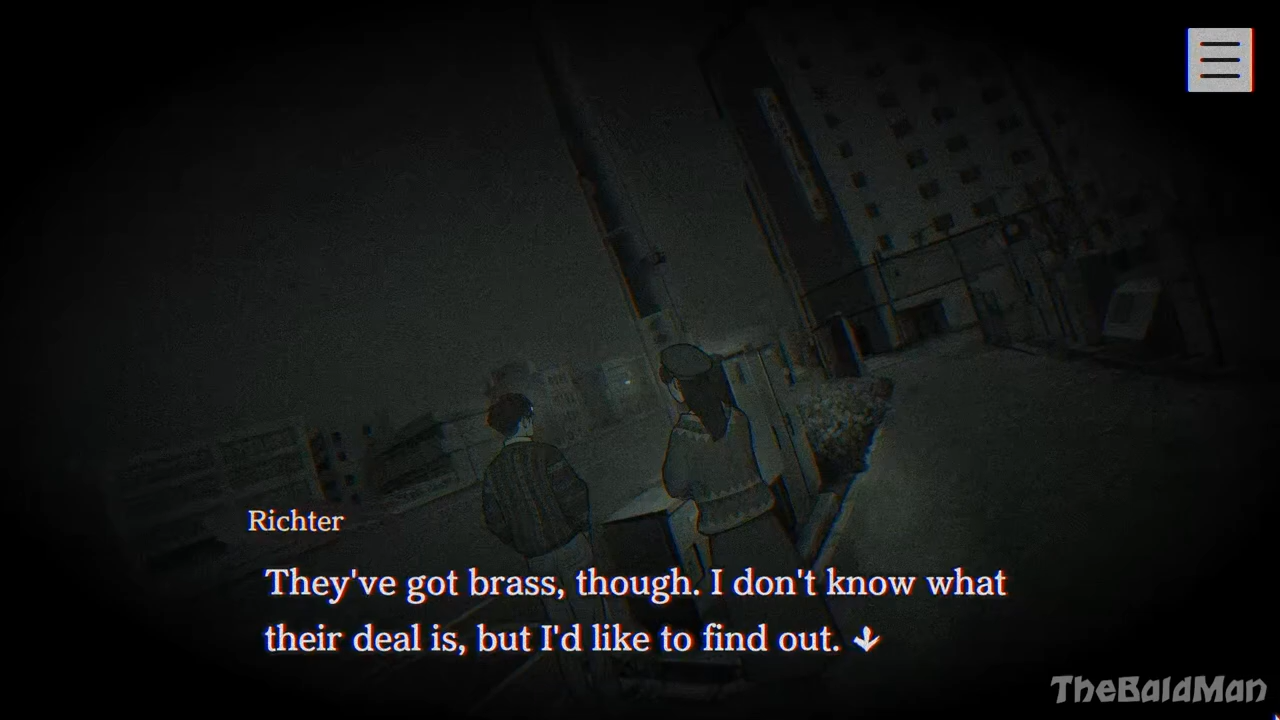 Richter
They've got brass, though. I don't know what
their deal is, but I'd like to find out.
TheBaldMan